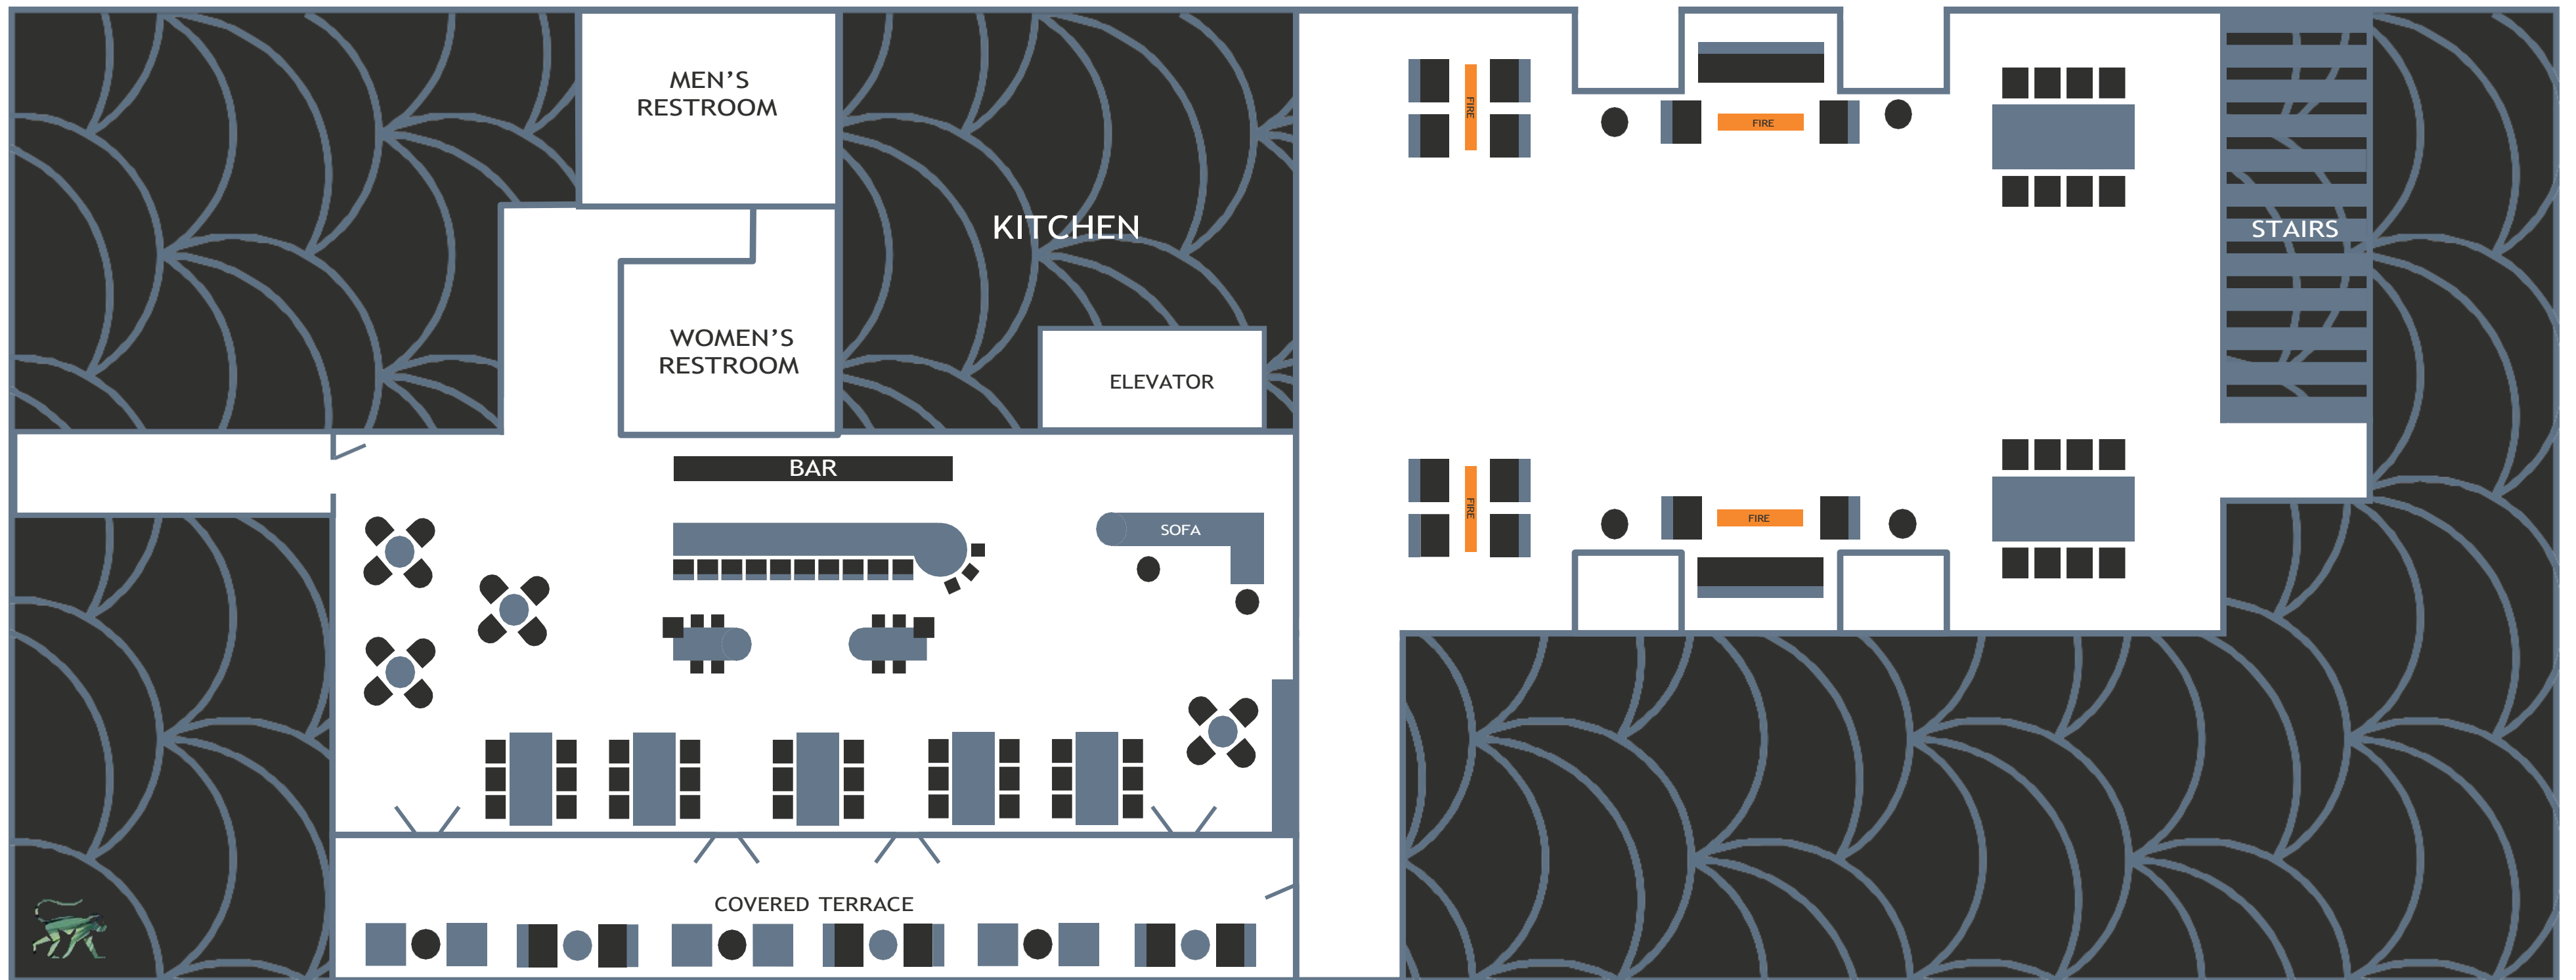 MEN'S
RESTROOM
KITCHEN
WOMEN'S
RESTROOM
ELEVATOR
BAR
SOFA
COVERED TERRACE
FIRE
FIRE
STAIRS
FIRE
FIRE